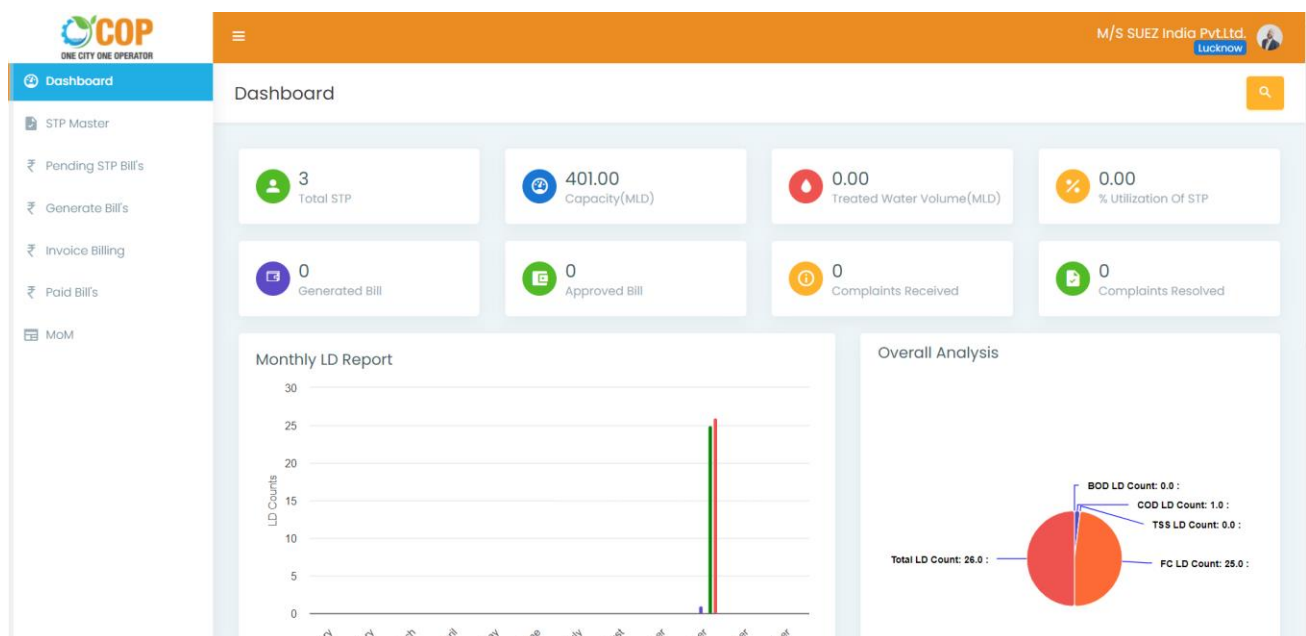 COP
ONE CITY ONE OPERATOR
M/S SUEZ India Pvt.Ltd.
Lucknow
Dashboard
STP Master
₹ Pending STP Bill's
₹ Generate Bill's
₹ Invoice Billing
₹ Paid Bill's
MoM
Dashboard
3
Total STP
401.00
Capacity(MLD)
0.00
Treated Water Volume(MLD)
0.00
% Utilization Of STP
0
Generated Bill
0
Approved Bill
0
Complaints Received
0
Complaints Resolved
Monthly LD Report
30
25
20
15
10
5
0
LD Counts
Overall Analysis
BOD LD Count: 0.0 :
COD LD Count: 1.0 :
TSS LD Count: 0.0 :
Total LD Count: 26.0 :
FC LD Count: 25.0 :